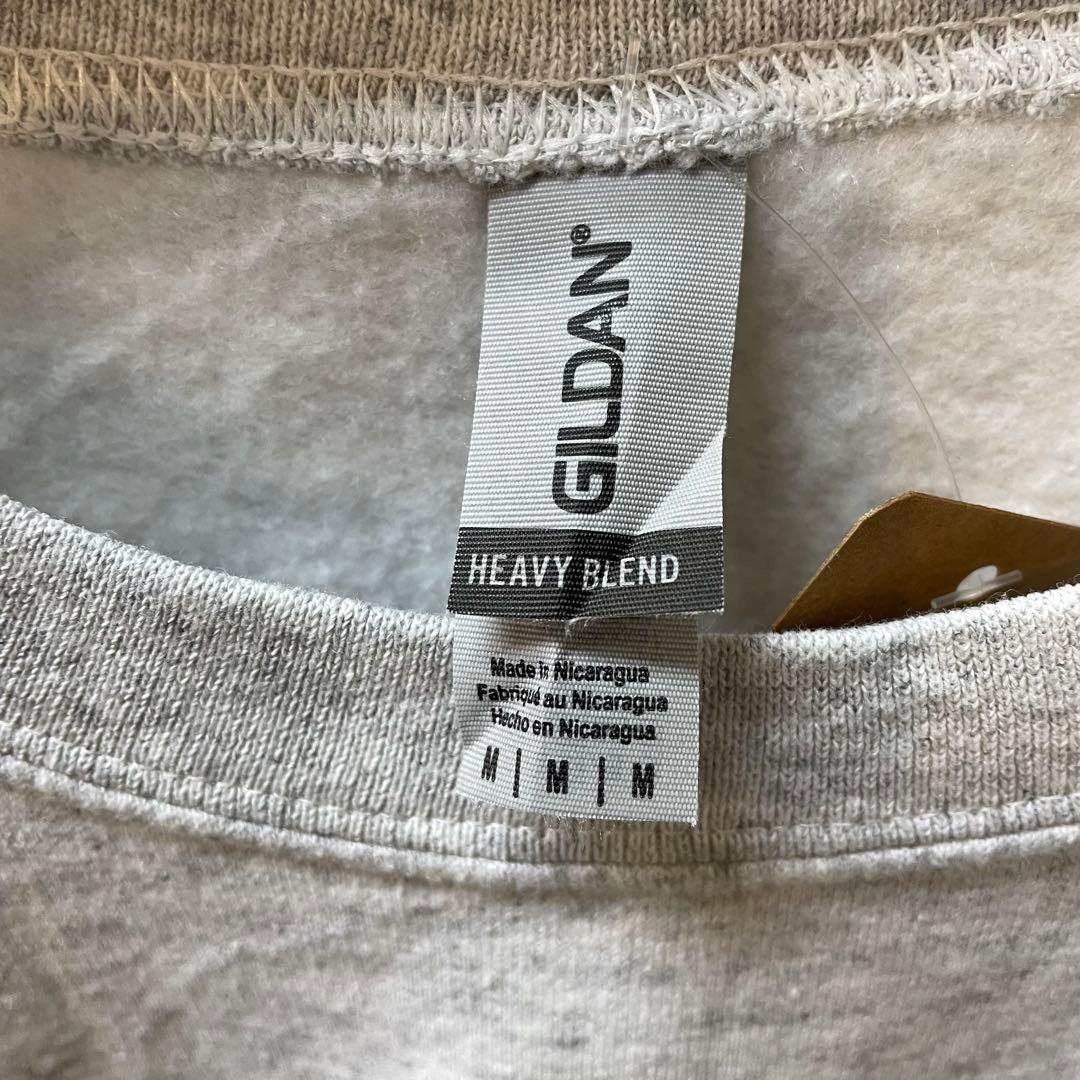 GILDAN®
HEAVY BLEND
Made in Nicaragua
Fabriqué au Nicaragua
Hecho en Nicaragua
M | M | M